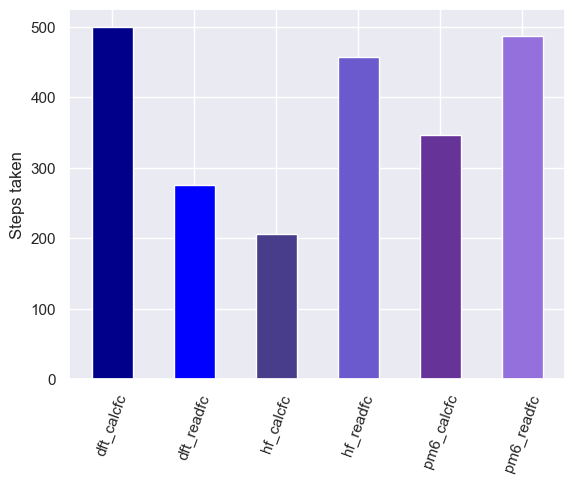 Steps taken
500
400
300
200
100
0
dft_calcfc
dft_readfc
hf_calcfc
hf_readfc
pm6_calcfc
pm6_readfc